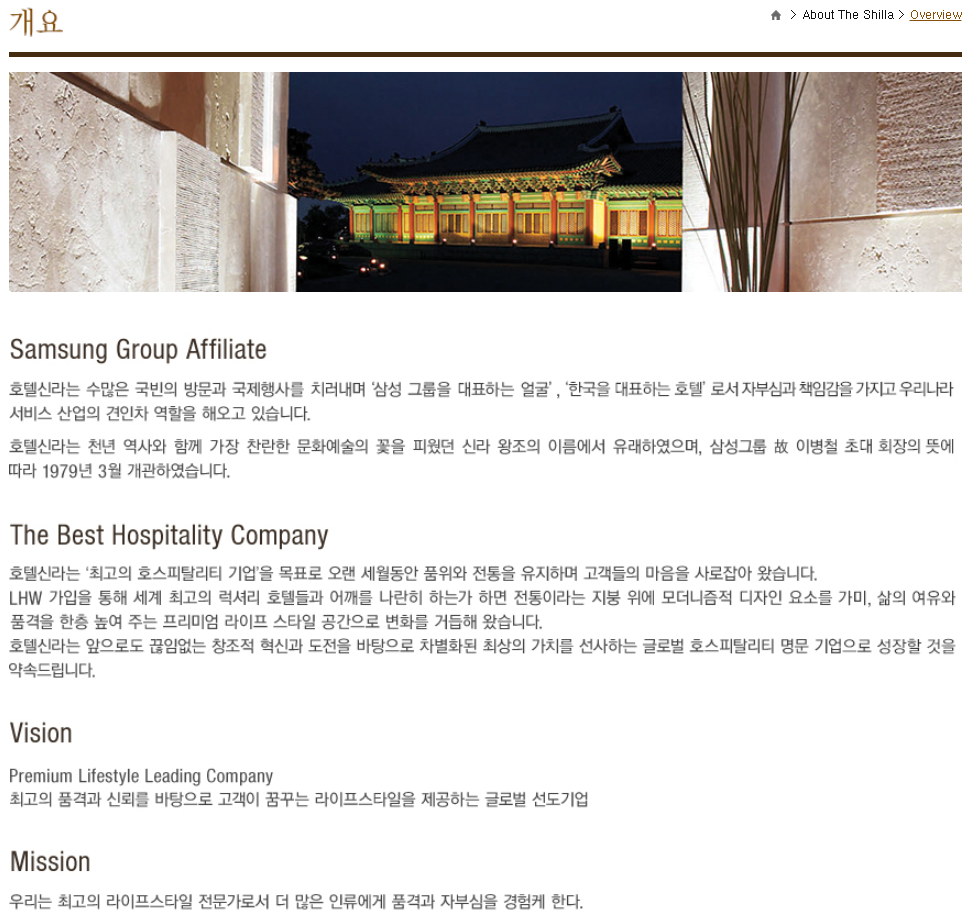 개요
> About The Shilla > Overview
Samsung Group Affiliate
호텔신라는 수많은 국빈의 방문과 국제행사를 치러내며 '삼성 그룹을 대표하는 얼굴' , '한국을 대표하는 호텔' 로서 자부심과 책임감을 가지고 우리나라
서비스 산업의 견인차 역할을 해오고 있습니다.
호텔신라는 천년 역사와 함께 가장 찬란한 문화예술의 꽃을 피웠던 신라 왕조의 이름에서 유래하였으며, 삼성그룹 故 이병철 초대 회장의 뜻에
따라 1979년 3월 개관하였습니다.
The Best Hospitality Company
호텔신라는 '최고의 호스피탈리티 기업'을 목표로 오랜 세월동안 품위와 전통을 유지하며 고객들의 마음을 사로잡아 왔습니다.
LHW 가입을 통해 세계 최고의 럭셔리 호텔들과 어깨를 나란히 하는가 하면 전통이라는 지붕 위에 모더니즘적 디자인 요소를 가미, 삶의 여유와
품격을 한층 높여 주는 프리미엄 라이프 스타일 공간으로 변화를 거듭해 왔습니다.
호텔신라는 앞으로도 끊임없는 창조적 혁신과 도전을 바탕으로 차별화된 최상의 가치를 선사하는 글로벌 호스피탈리티 명문 기업으로 성장할 것을
약속드립니다.
Vision
Premium Lifestyle Leading Company
최고의 품격과 신뢰를 바탕으로 고객이 꿈꾸는 라이프스타일을 제공하는 글로벌 선도기업
Mission
우리는 최고의 라이프스타일 전문가로서 더 많은 인류에게 품격과 자부심을 경험케 한다.